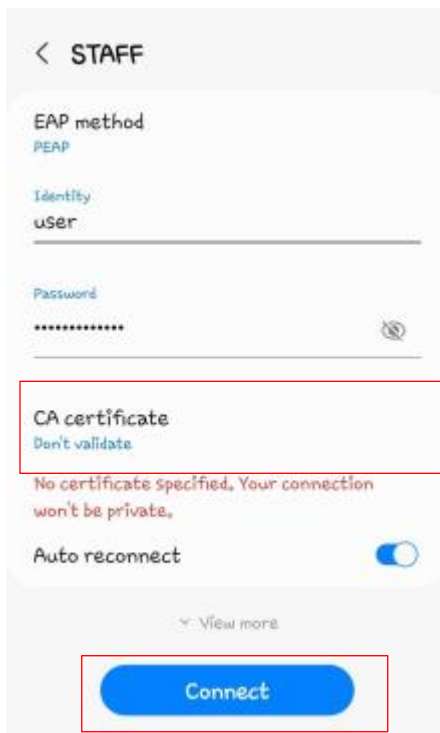 STAFF
EAP method
PEAP
Identity
user
Password
•••••••••••••
CA certificate
Don't validate
No certificate specified. Your connection
won't be private.
Auto reconnect
View more
Connect